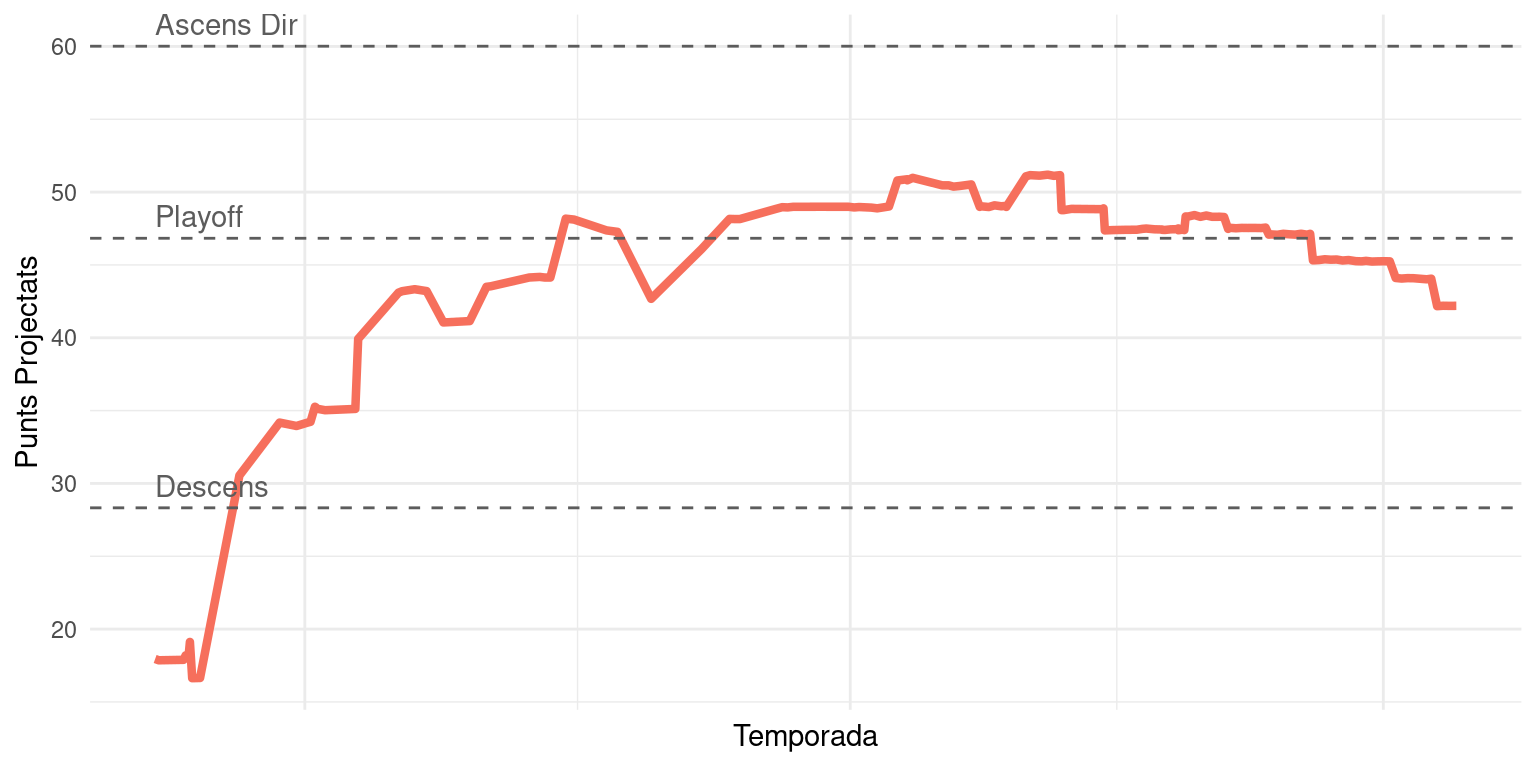 Ascens Dir
60
50
Playoff
Punts Projectats
40
Descens
30
20
Temporada